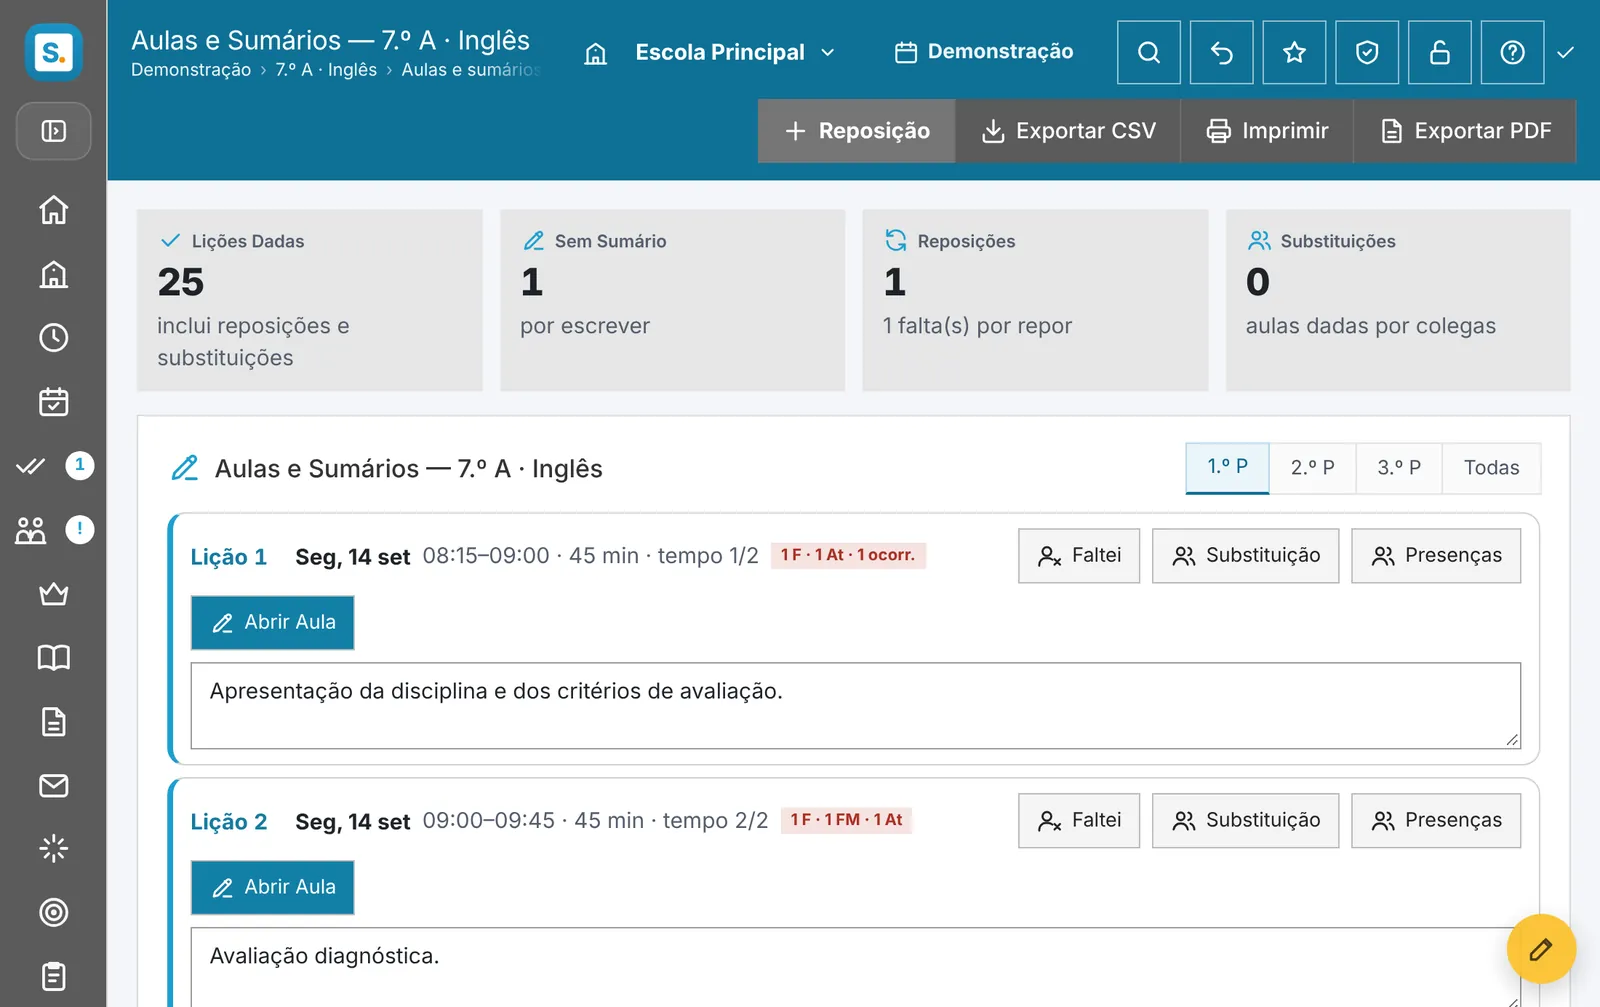 S.
Aulas e Sumários — 7.º A · Inglês
Demonstração › 7.º A · Inglês › Aulas e sumários
Escola Principal
Demonstração
+ Reposição
Exportar CSV
Imprimir
Exportar PDF
Lições Dadas
25
inclui reposições e
substituições
Sem Sumário
1
por escrever
Reposições
1
1 falta(s) por repor
Substituições
0
aulas dadas por colegas
1
!
Aulas e Sumários — 7.º A · Inglês
1.º P
2.º P
3.º P
Todas
Lição 1 Seg, 14 set 08:15–09:00 · 45 min · tempo 1/2 1 F · 1 At · 1 ocorr.
Faltei
Substituição
Presenças
Abrir Aula
Apresentação da disciplina e dos critérios de avaliação.
Lição 2 Seg, 14 set 09:00–09:45 · 45 min · tempo 2/2 1 F · 1 FM · 1 At
Faltei
Substituição
Presenças
Abrir Aula
Avaliação diagnóstica.